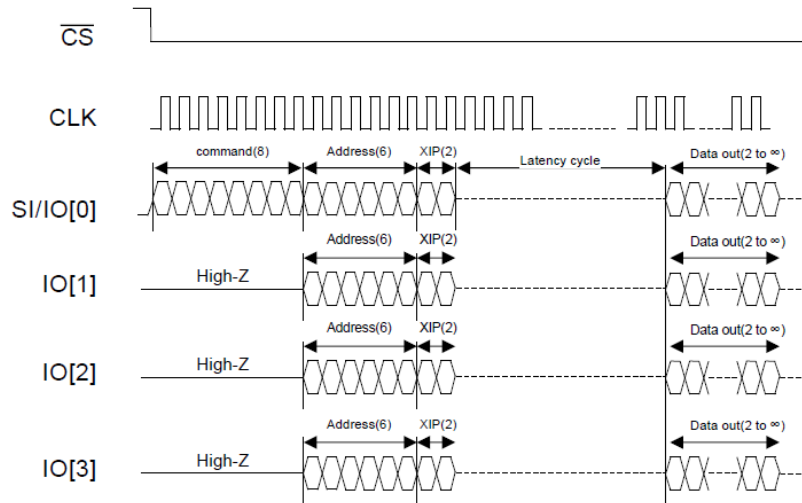 CS
CLK
command(8) Address(6) XIP(2) Latency cycle Data out(2 to ∞)
SI/IO[0]
Address(6) XIP(2) Data out(2 to ∞)
IO[1] High-Z
Address(6) XIP(2) Data out(2 to ∞)
IO[2] High-Z
Address(6) XIP(2) Data out(2 to ∞)
IO[3] High-Z